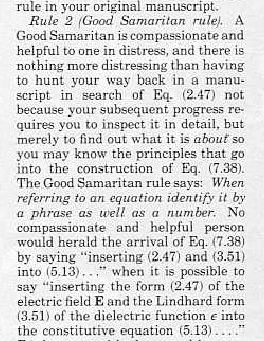 rule in your original manuscript.
Rule 2 (Good Samaritan rule). A
Good Samaritan is compassionate and
helpful to one in distress, and there is
nothing more distressing than having
to hunt your way back in a manu-
script in search of Eq. (2.47) not
because your subsequent progress re-
quires you to inspect it in detail, but
merely to find out what it is about so
you may know the principles that go
into the construction of Eq. (7.38).
The Good Samaritan rule says: When
referring to an equation identify it by
a phrase as well as a number. No
compassionate and helpful person
would herald the arrival of Eq. (7.38)
by saying “inserting (2.47) and (3.51)
into (5.13)...” when it is possible to
say “inserting the form (2.47) of the
electric field E and the Lindhard form
(3.51) of the dielectric function ϵ into
the constitutive equation (5.13)....”